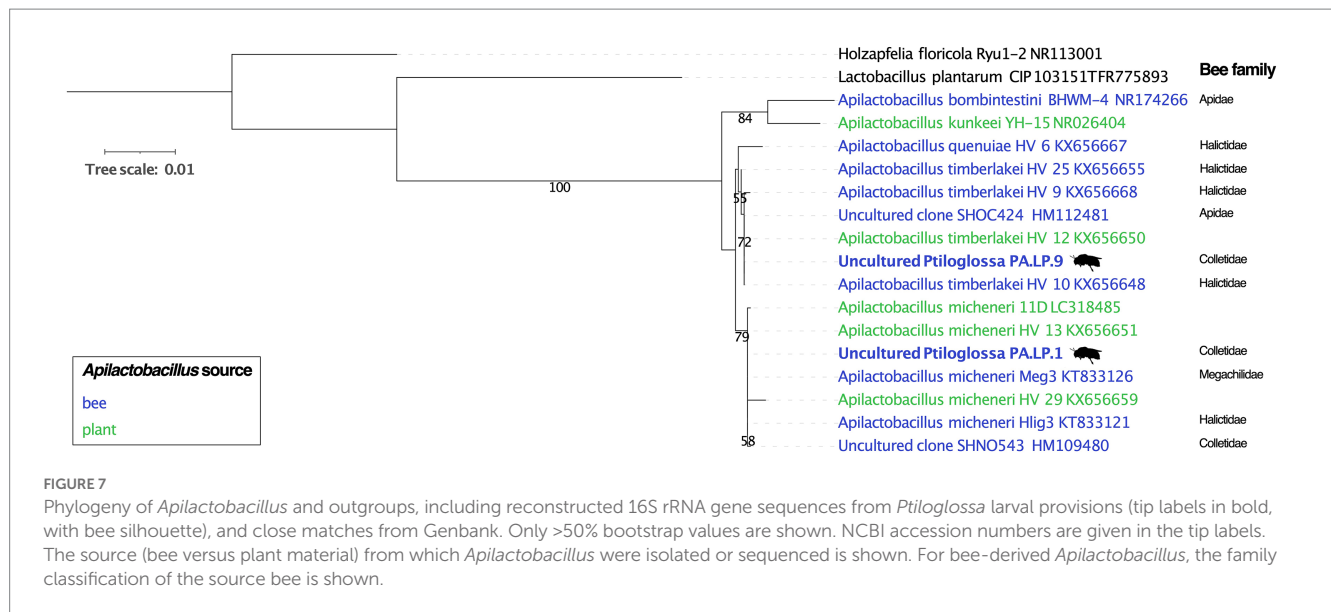 Holzapfelia floricola Ryu1-2 NR113001
Bee family
Lactobacillus plantarum CIP 103151TFR775893
Apilactobacillus bombintestini BHWM-4 NR174266 Apidae
84
Apilactobacillus kunkeei YH-15 NR026404
Apilactobacillus quenuiae HV 6 KX656667 Halictidae
Tree scale: 0.01
Apilactobacillus timberlakei HV 25 KX656655 Halictidae
100
Apilactobacillus timberlakei HV 9 KX656668 Halictidae
55
Uncultured clone SHOC424 HM112481 Apidae
72
Apilactobacillus timberlakei HV 12 KX656650
Uncultured Ptiloglossa PA.LP.9 Colletidae
Apilactobacillus timberlakei HV 10 KX656648 Halictidae
Apilactobacillus micheneri 11D LC318485
79
Apilactobacillus micheneri HV 13 KX656651
Uncultured Ptiloglossa PA.LP.1 Colletidae
Apilactobacillus micheneri Meg3 KT833126 Megachilidae
Apilactobacillus micheneri HV 29 KX656659
Apilactobacillus micheneri Hlig3 KT833121 Halictidae
58
Uncultured clone SHNO543 HM109480 Colletidae
Apilactobacillus source
bee
plant
FIGURE 7
Phylogeny of Apilactobacillus and outgroups, including reconstructed 16S rRNA gene sequences from Ptiloglossa larval provisions (tip labels in bold,
with bee silhouette), and close matches from Genbank. Only >50% bootstrap values are shown. NCBI accession numbers are given in the tip labels.
The source (bee versus plant material) from which Apilactobacillus were isolated or sequenced is shown. For bee-derived Apilactobacillus, the family
classification of the source bee is shown.